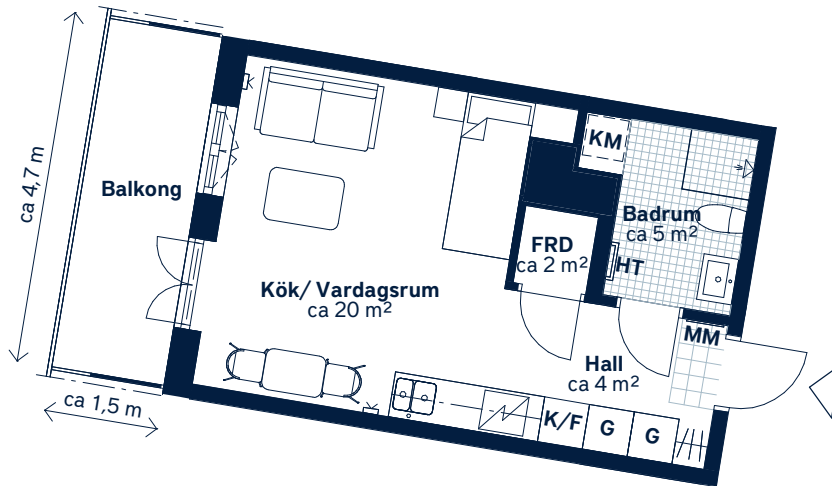 KM
Badrum
ca 5 m²
Balkong
ca 4,7 m
FRD
ca 2 m²
HT
Kök/ Vardagsrum
ca 20 m²
MM
Hall
ca 4 m²
ca 1,5 m
K/F
G
G